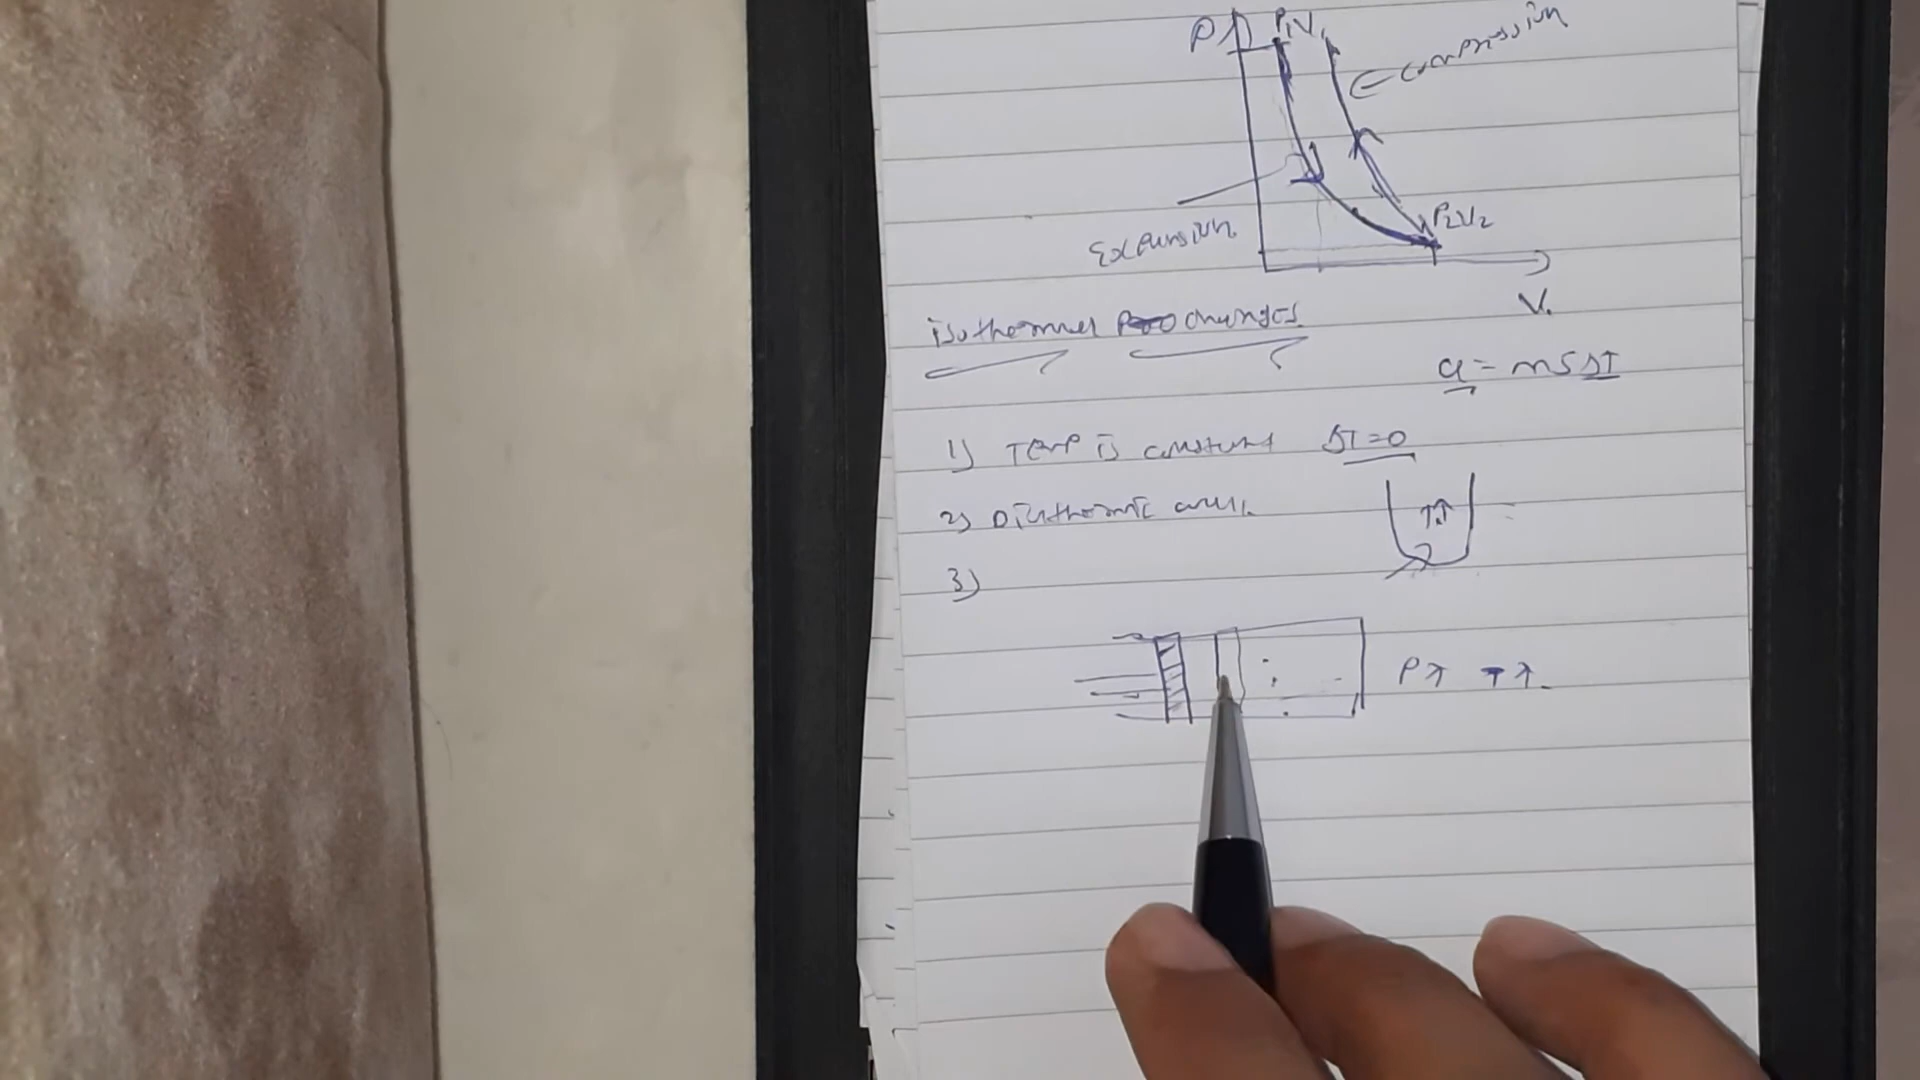 P P1V1
compression
P2V2
Expansion
V.
isothermal changes
Q = mSΔT
1) Temp is constant ΔT=0
2) Diathermic wall.
3)
P↑ T↑